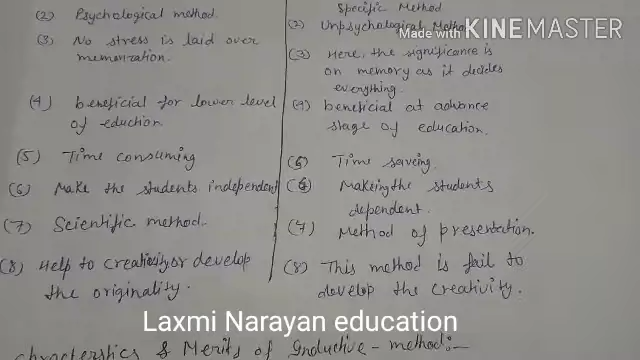 Specific Method
(2) Psychological method.
(2) Unpsychological Method
Made with KINEMASTER
(3) No stress is laid over
memorization.
(3) Here, the significance is
on memory as it decides
everything.
(4) beneficial for lower level
of eduction
(4) beneficial at advance
stage of education.
(5) Time consuming
(5) Time saveing.
(6) Make the students independent
(6) Makeing the students
dependent.
(7) Scientific method.
(7) Method of presentation.
(8) Help to creativity or develop
the originality.
(8) This method is fail to
develop the creativity.
Laxmi Narayan education
chracterstics & Merits of Inductive - method:-